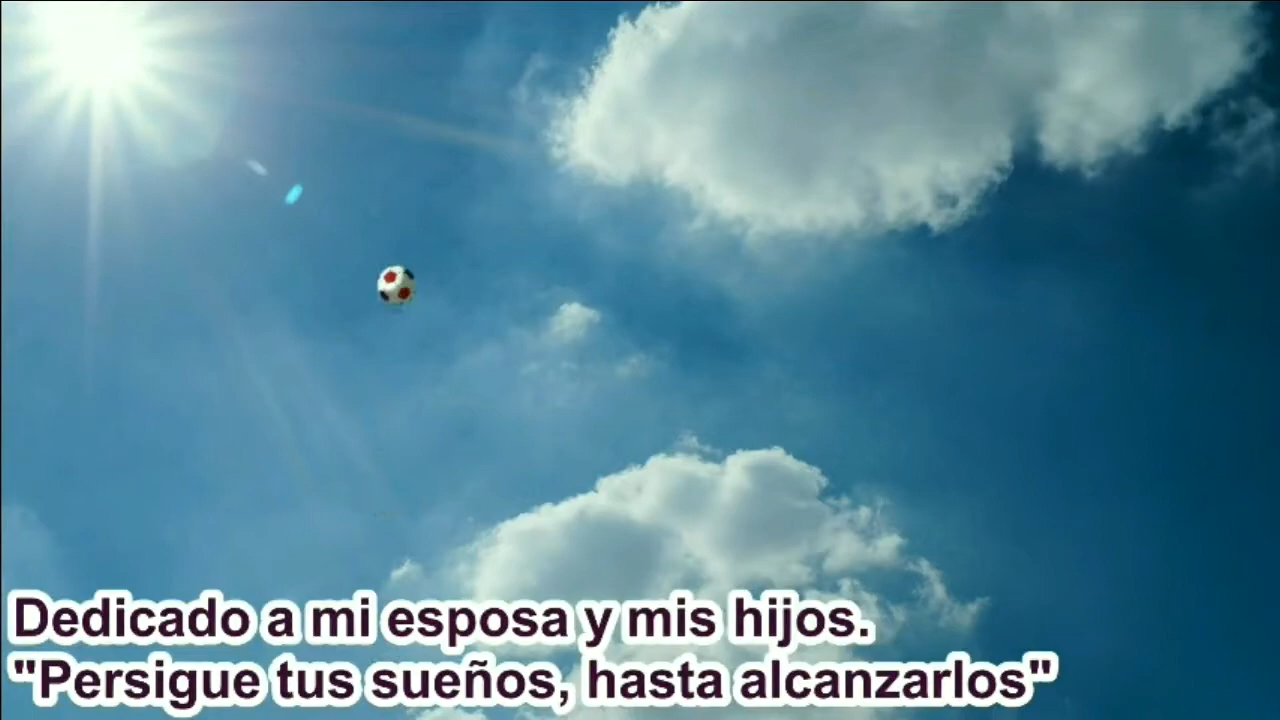 Dedicado a mi esposa y mis hijos.
"Persigue tus sueños, hasta alcanzarlos"